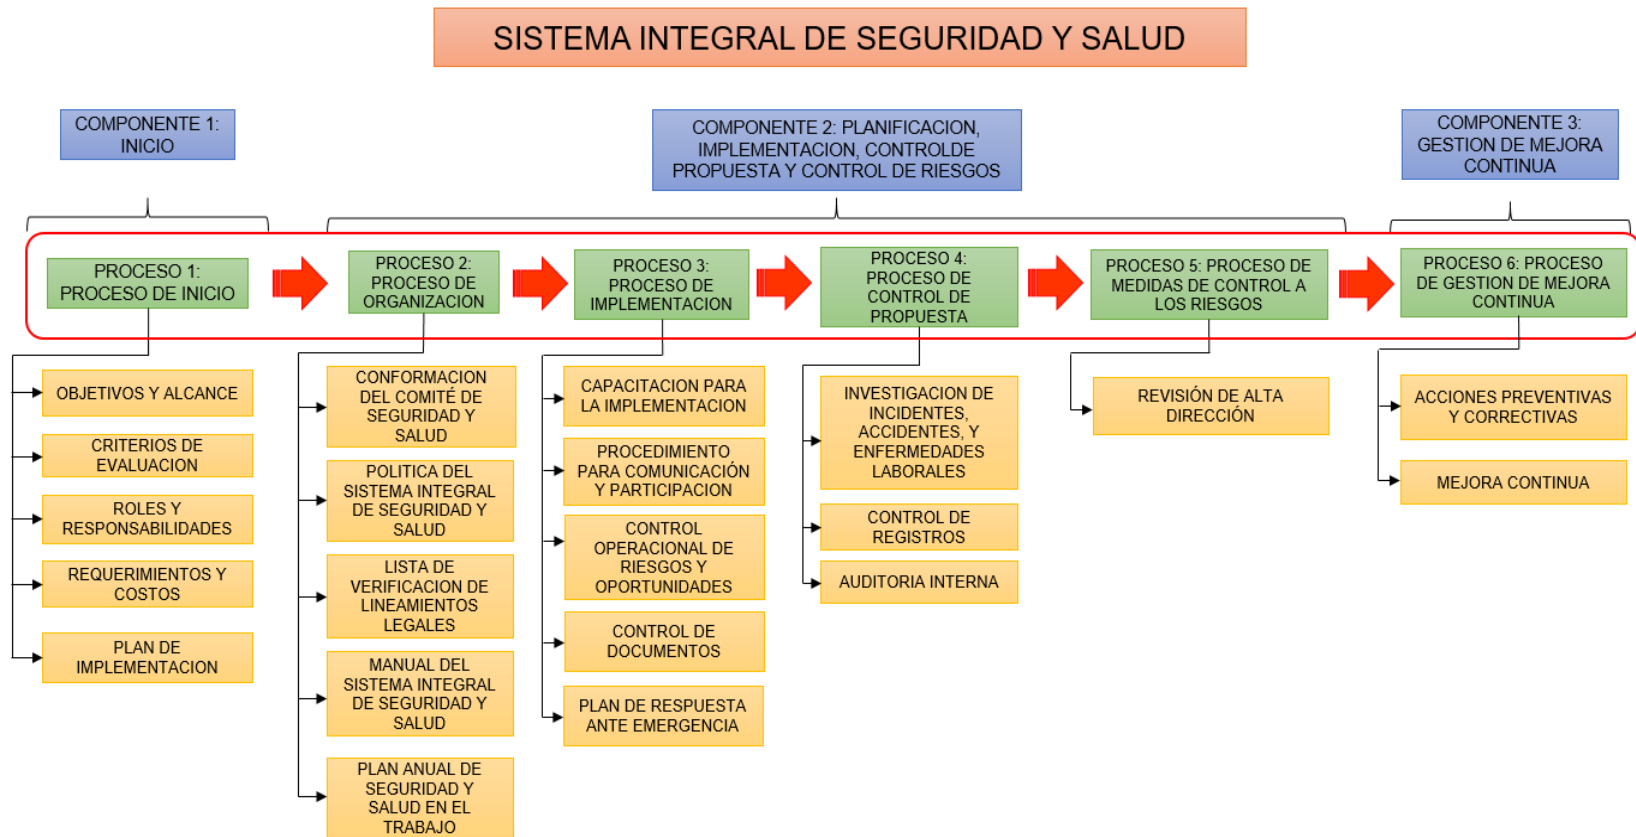 SISTEMA INTEGRAL DE SEGURIDAD Y SALUD
COMPONENTE 1:
INICIO
COMPONENTE 2: PLANIFICACION,
IMPLEMENTACION, CONTROLDE
PROPUESTA Y CONTROL DE RIESGOS
COMPONENTE 3:
GESTION DE MEJORA
CONTINUA
PROCESO 1:
PROCESO DE INICIO
PROCESO 2:
PROCESO DE
ORGANIZACION
PROCESO 3:
PROCESO DE
IMPLEMENTACION
PROCESO 4:
PROCESO DE
CONTROL DE
PROPUESTA
PROCESO 5: PROCESO DE
MEDIDAS DE CONTROL A
LOS RIESGOS
PROCESO 6: PROCESO
DE GESTION DE MEJORA
CONTINUA
OBJETIVOS Y ALCANCE
CRITERIOS DE
EVALUACION
ROLES Y
RESPONSABILIDADES
REQUERIMIENTOS Y
COSTOS
PLAN DE
IMPLEMENTACION
CONFORMACION
DEL COMITÉ DE
SEGURIDAD Y
SALUD
POLITICA DEL
SISTEMA INTEGRAL
DE SEGURIDAD Y
SALUD
LISTA DE
VERIFICACION DE
LINEAMIENTOS
LEGALES
MANUAL DEL
SISTEMA INTEGRAL
DE SEGURIDAD Y
SALUD
PLAN ANUAL DE
SEGURIDAD Y
SALUD EN EL
TRABAJO
CAPACITACION PARA
LA IMPLEMENTACION
PROCEDIMIENTO
PARA COMUNICACIÓN
Y PARTICIPACION
CONTROL
OPERACIONAL DE
RIESGOS Y
OPORTUNIDADES
CONTROL DE
DOCUMENTOS
PLAN DE RESPUESTA
ANTE EMERGENCIA
INVESTIGACION DE
INCIDENTES,
ACCIDENTES, Y
ENFERMEDADES
LABORALES
CONTROL DE
REGISTROS
AUDITORIA INTERNA
REVISIÓN DE ALTA
DIRECCIÓN
ACCIONES PREVENTIVAS
Y CORRECTIVAS
MEJORA CONTINUA